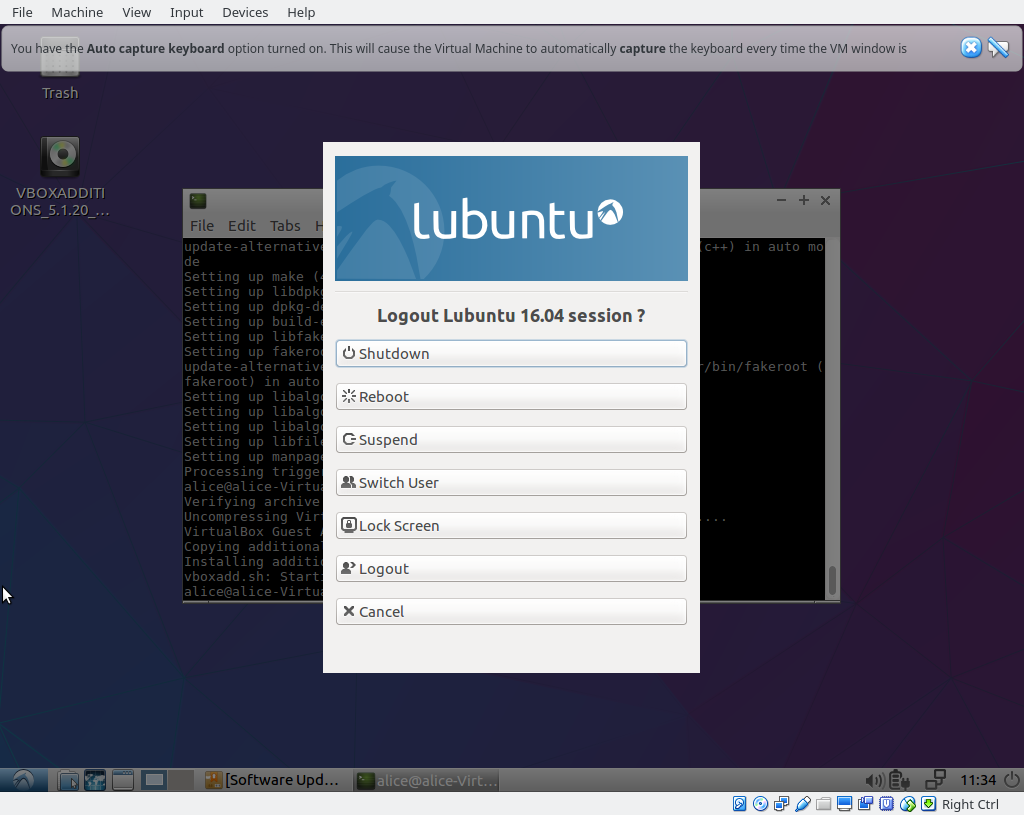 File Machine View Input Devices Help
You have the Auto capture keyboard option turned on. This will cause the Virtual Machine to automatically capture the keyboard every time the VM window is
Trash
VBOXADDITI
ONS_5.1.20_...
File Edit Tabs H
update-alternative (c++) in auto mo
de
Setting up make (4
Setting up libdpkg
Setting up dpkg-de
Setting up build-e
Setting up libfake
Setting up fakeroo
update-alternative r/bin/fakeroot (
fakeroot) in auto
Setting up libalgo
Setting up libalgo
Setting up libalgo
Setting up libfile
Setting up manpage
Processing trigger
alice@alice-Virtua
Verifying archive
Uncompressing Virt ....
VirtualBox Guest A
Copying additional
Installing additio
vboxadd.sh: Starti
alice@alice-Virtua
lubuntu
Logout Lubuntu 16.04 session ?
Shutdown
Reboot
Suspend
Switch User
Lock Screen
Logout
Cancel
[Software Upd... alice@alice-Virt... 11:34
Right Ctrl